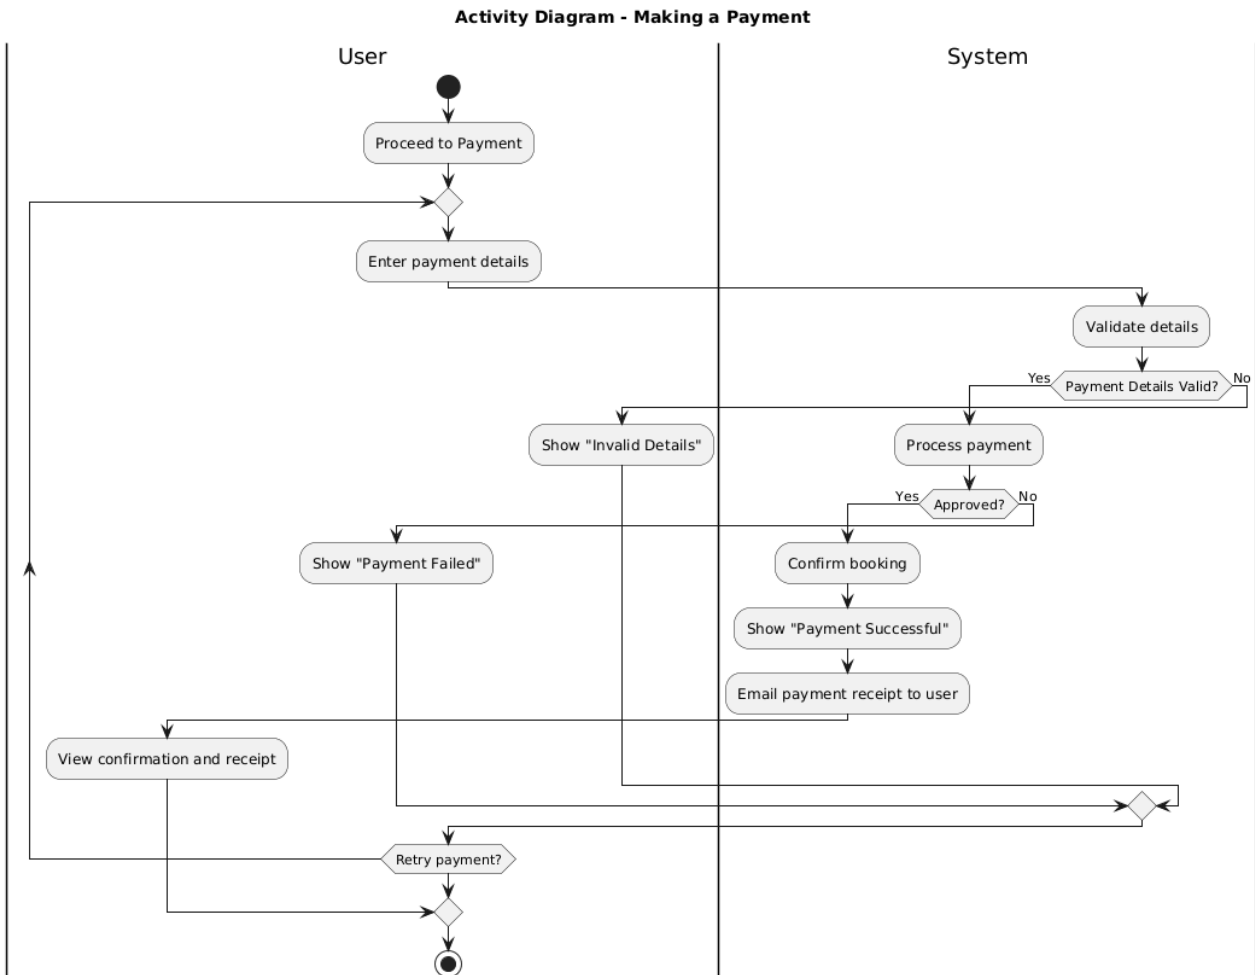 Activity Diagram - Making a Payment
User
System
Proceed to Payment
Enter payment details
Validate details
Yes
Payment Details Valid?
No
Show "Invalid Details"
Process payment
Yes
Approved?
No
Show "Payment Failed"
Confirm booking
Show "Payment Successful"
Email payment receipt to user
View confirmation and receipt
Retry payment?